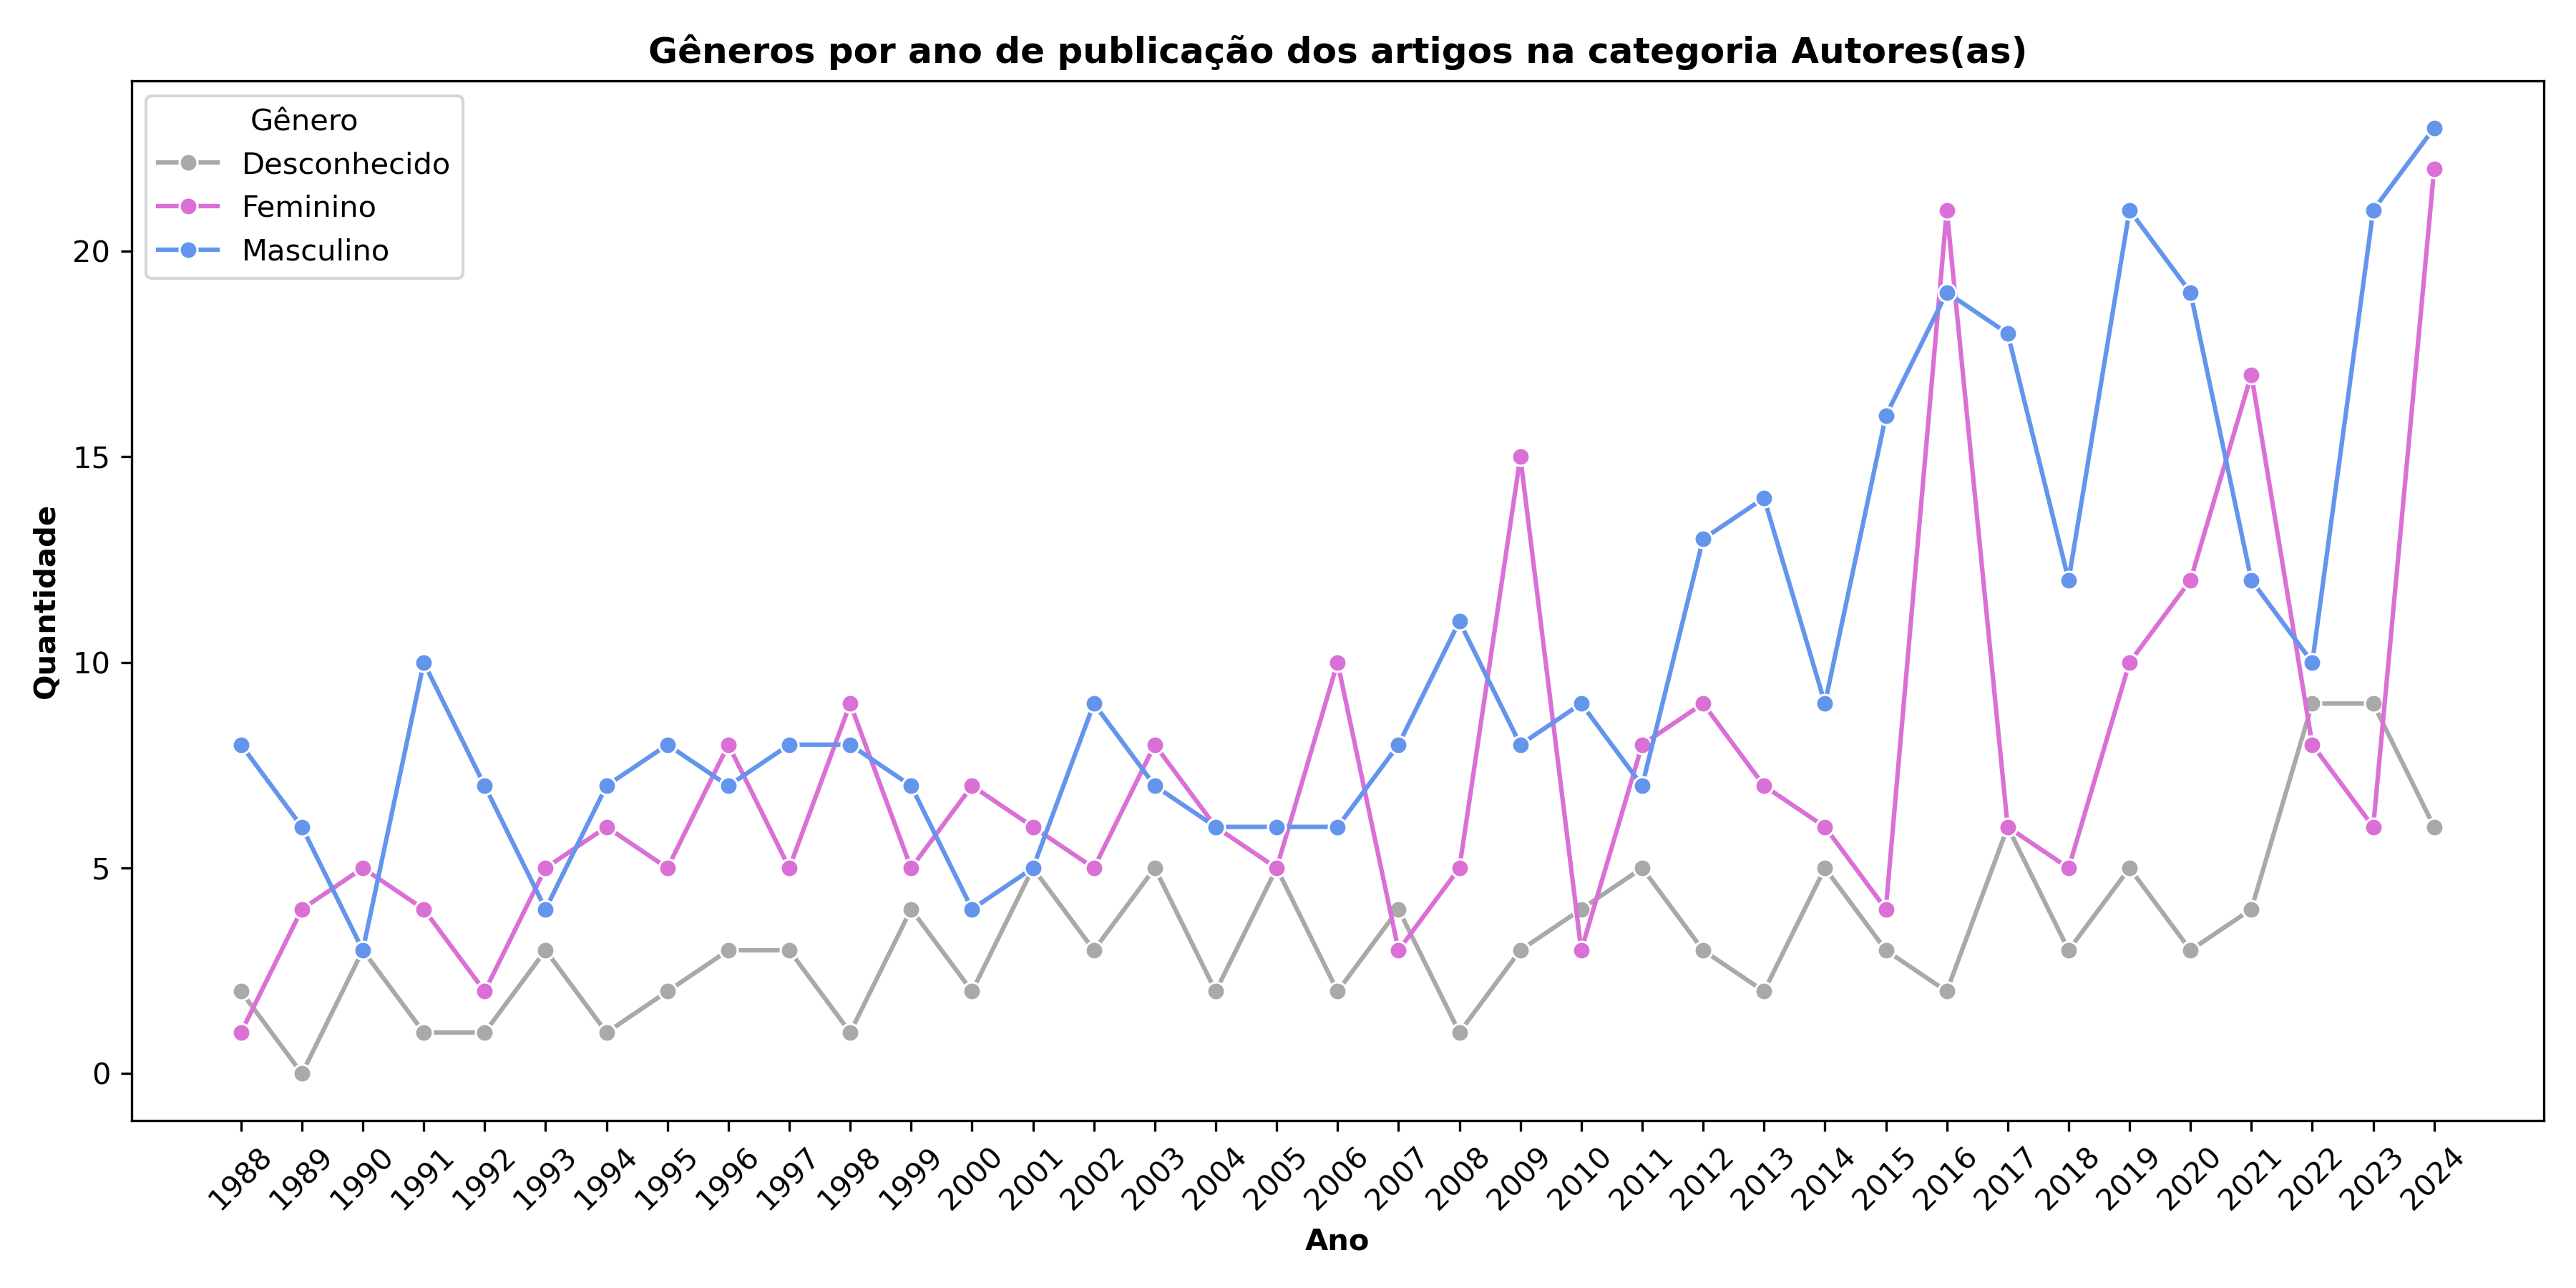 Gêneros por ano de publicação dos artigos na categoria Autores(as)
Gênero
Desconhecido
Feminino
Masculino
Quantidade
20
15
10
5
0
1988 1989 1990 1991 1992 1993 1994 1995 1996 1997 1998 1999 2000 2001 2002 2003 2004 2005 2006 2007 2008 2009 2010 2011 2012 2013 2014 2015 2016 2017 2018 2019 2020 2021 2022 2023 2024
Ano